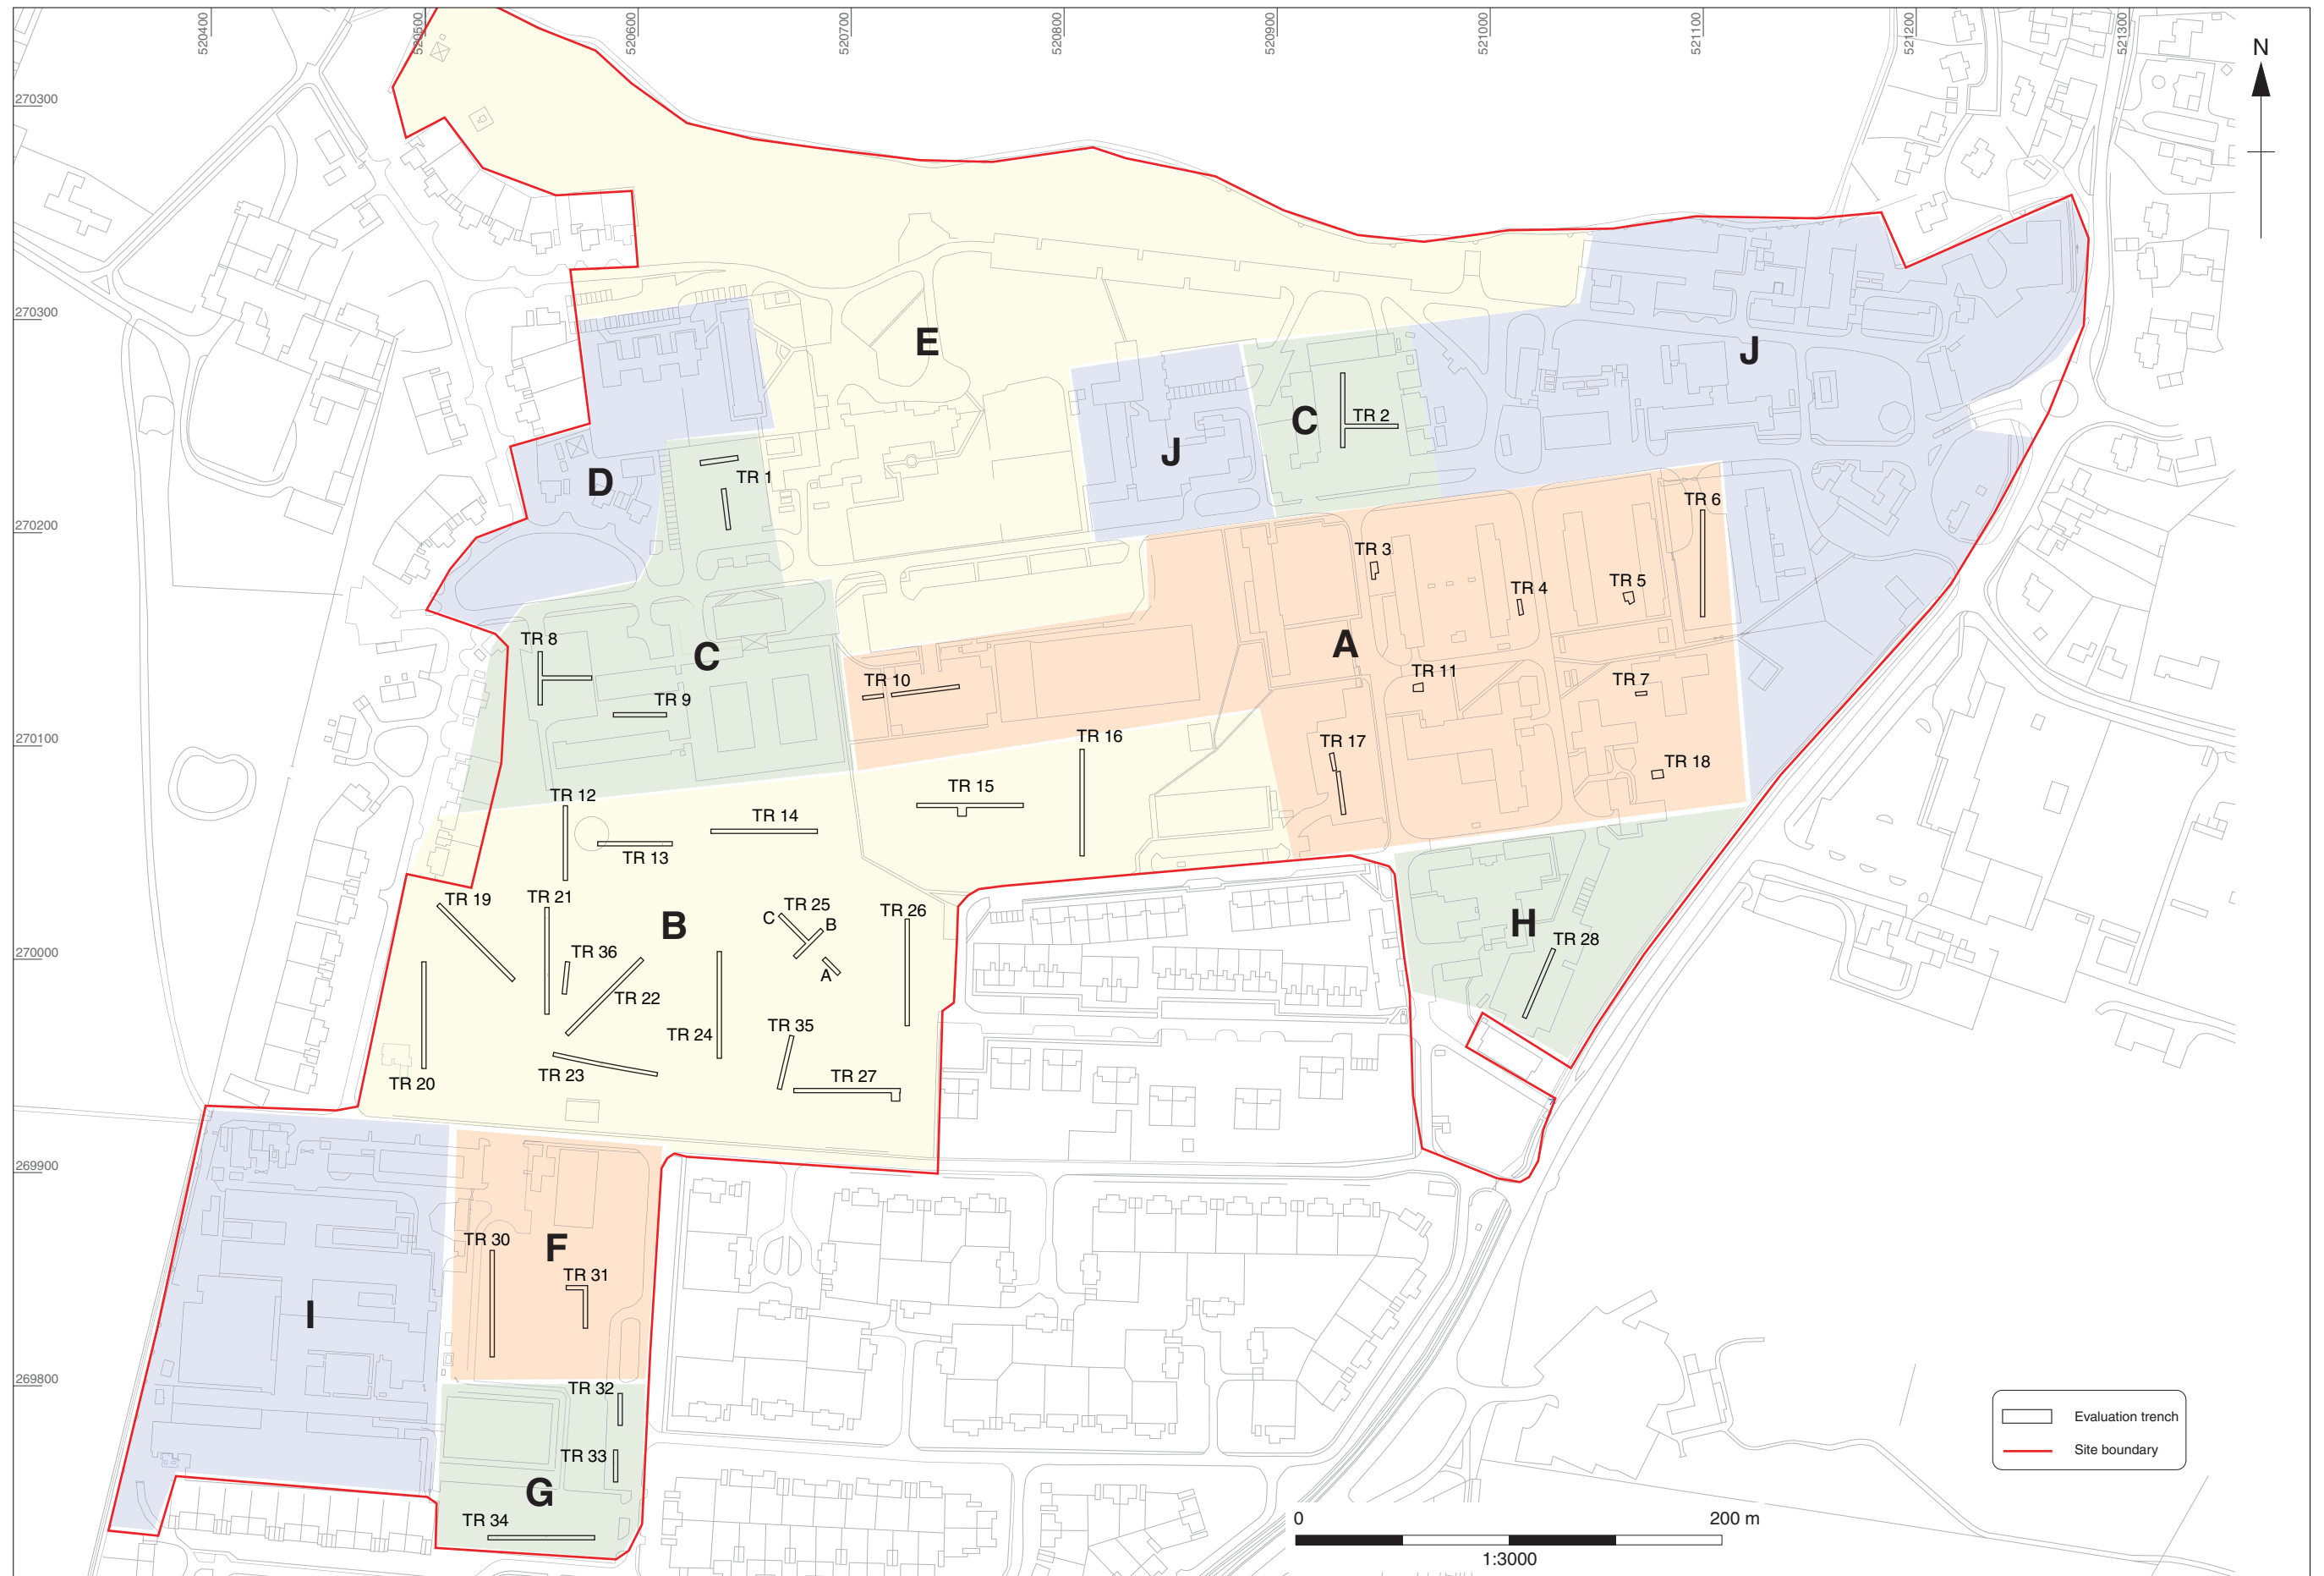 520400
520500
520600
520700
520800
520900
521000
521100
521200
521300
N
270300
270300
E
J
C
TR 2
J
D
TR 1
270200
TR 6
TR 3
TR 4
TR 5
TR 8
C
A
TR 10
TR 11
TR 7
TR 9
270100
TR 16
TR 17
TR 18
TR 12
TR 15
TR 14
TR 13
TR 19
TR 21
B
TR 25
C
B
TR 26
H
TR 28
270000
TR 36
A
TR 22
TR 24
TR 35
TR 20
TR 23
TR 27
269900
TR 30
F
TR 31
I
269800
TR 32
TR 33
G
TR 34
Evaluation trench
Site boundary
0
200 m
1:3000